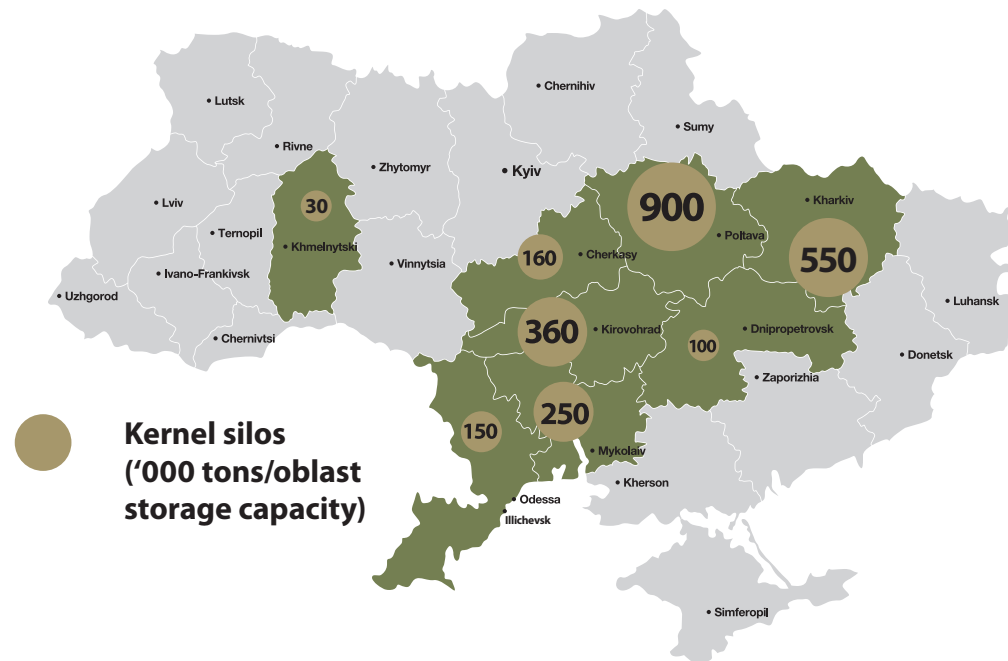 Chernihiv
Lutsk
Sumy
Rivne
Zhytomyr
Kyiv
Kharkiv
Lviv
30
900
Ternopil
Khmelnytski
Poltava
160
Cherkasy
550
Vinnytsia
Ivano-Frankivsk
Uzhgorod
Luhansk
Chernivtsi
360
Kirovohrad
Dnipropetrovsk
100
Donetsk
Zaporizhia
250
150
Kernel silos
(‘000 tons/oblast
storage capacity)
Mykolaiv
Kherson
Odessa
Illichevsk
Simferopil